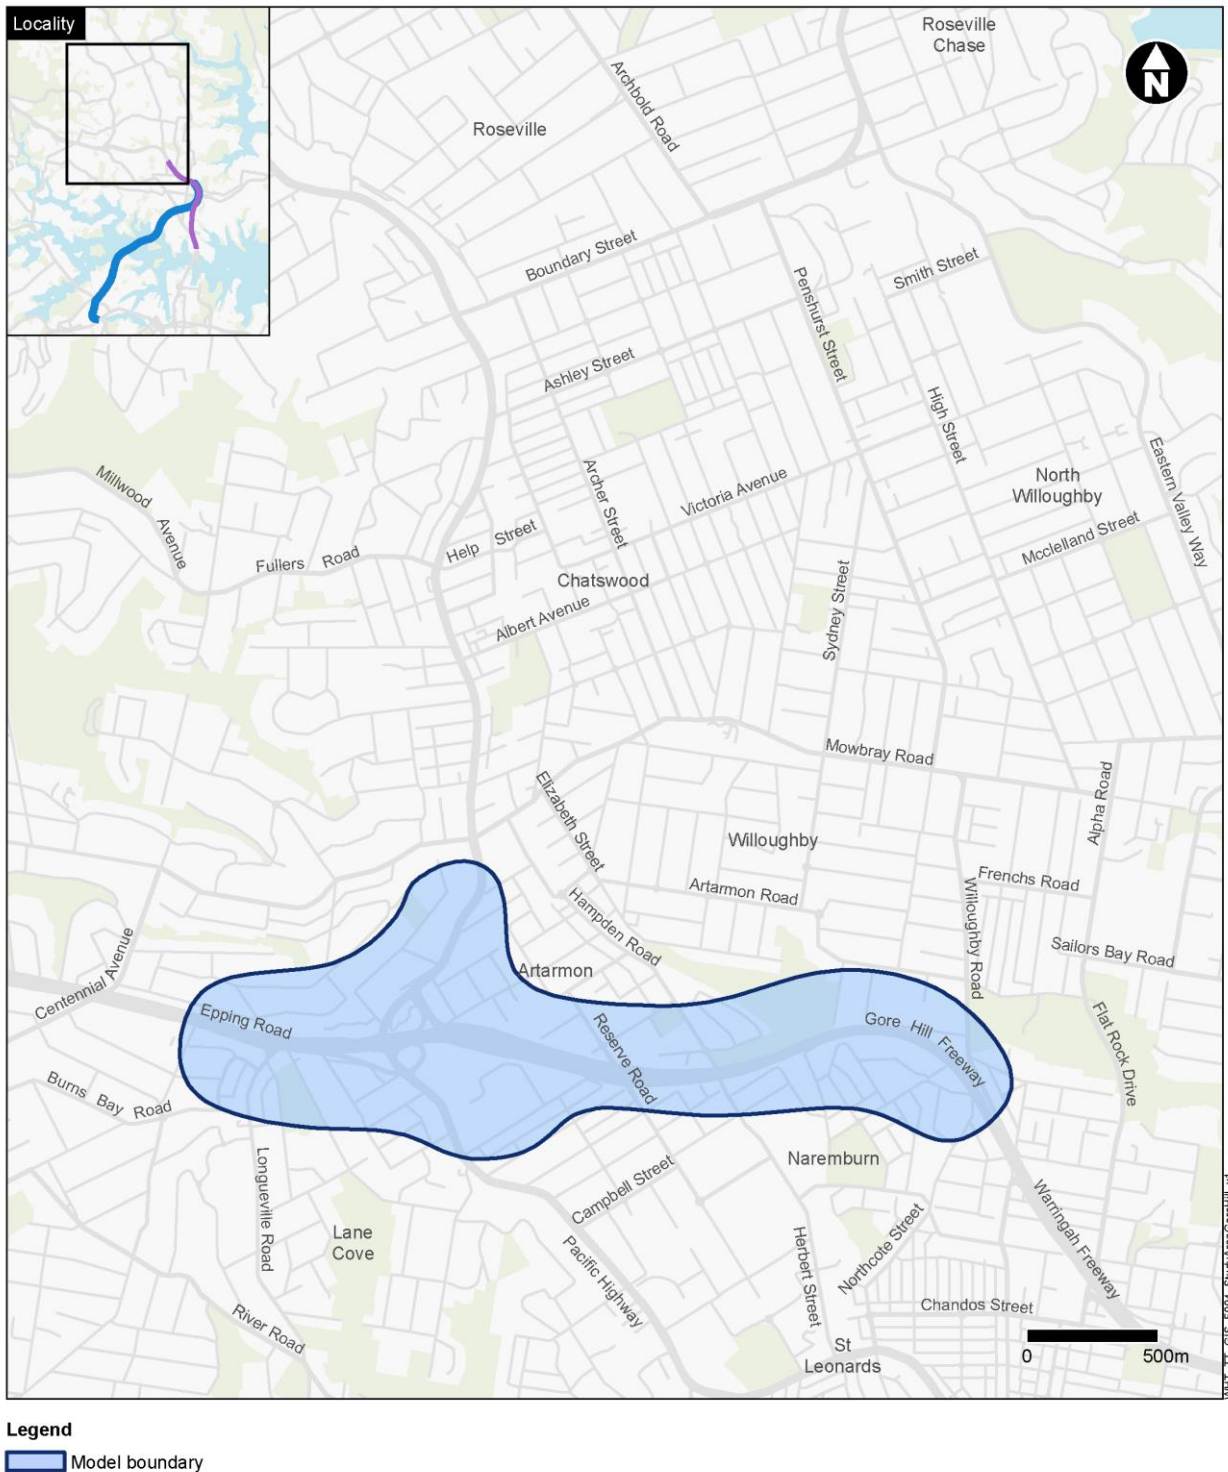 Locality
Roseville
Chase
N
Archbold Road
Roseville
Boundary Street
Smith Street
Penshurst Street
Ashley Street
High Street
Millwood
Avenue
Archer Street
Victoria Avenue
North
Willoughby
Eastern Valley Way
Mcclelland Street
Fullers Road
Help Street
Chatswood
Sydney Street
Albert Avenue
Mowbray Road
Elizabeth Street
Alpha Road
Willoughby
Artarmon Road
Frenchs Road
Hampden Road
Willoughby Road
Sailors Bay Road
Centennial Avenue
Artarmon
Epping Road
Reserve Road
Gore Hill Freeway
Flat Rock Drive
Burns Bay Road
Naremburn
Longueville Road
Campbell Street
Warringah Freeway
Lane
Cove
Pacific Highway
Herbert Street
Northcote Street
River Road
Chandos Street
St
Leonards
0 500m
Legend
Model boundary